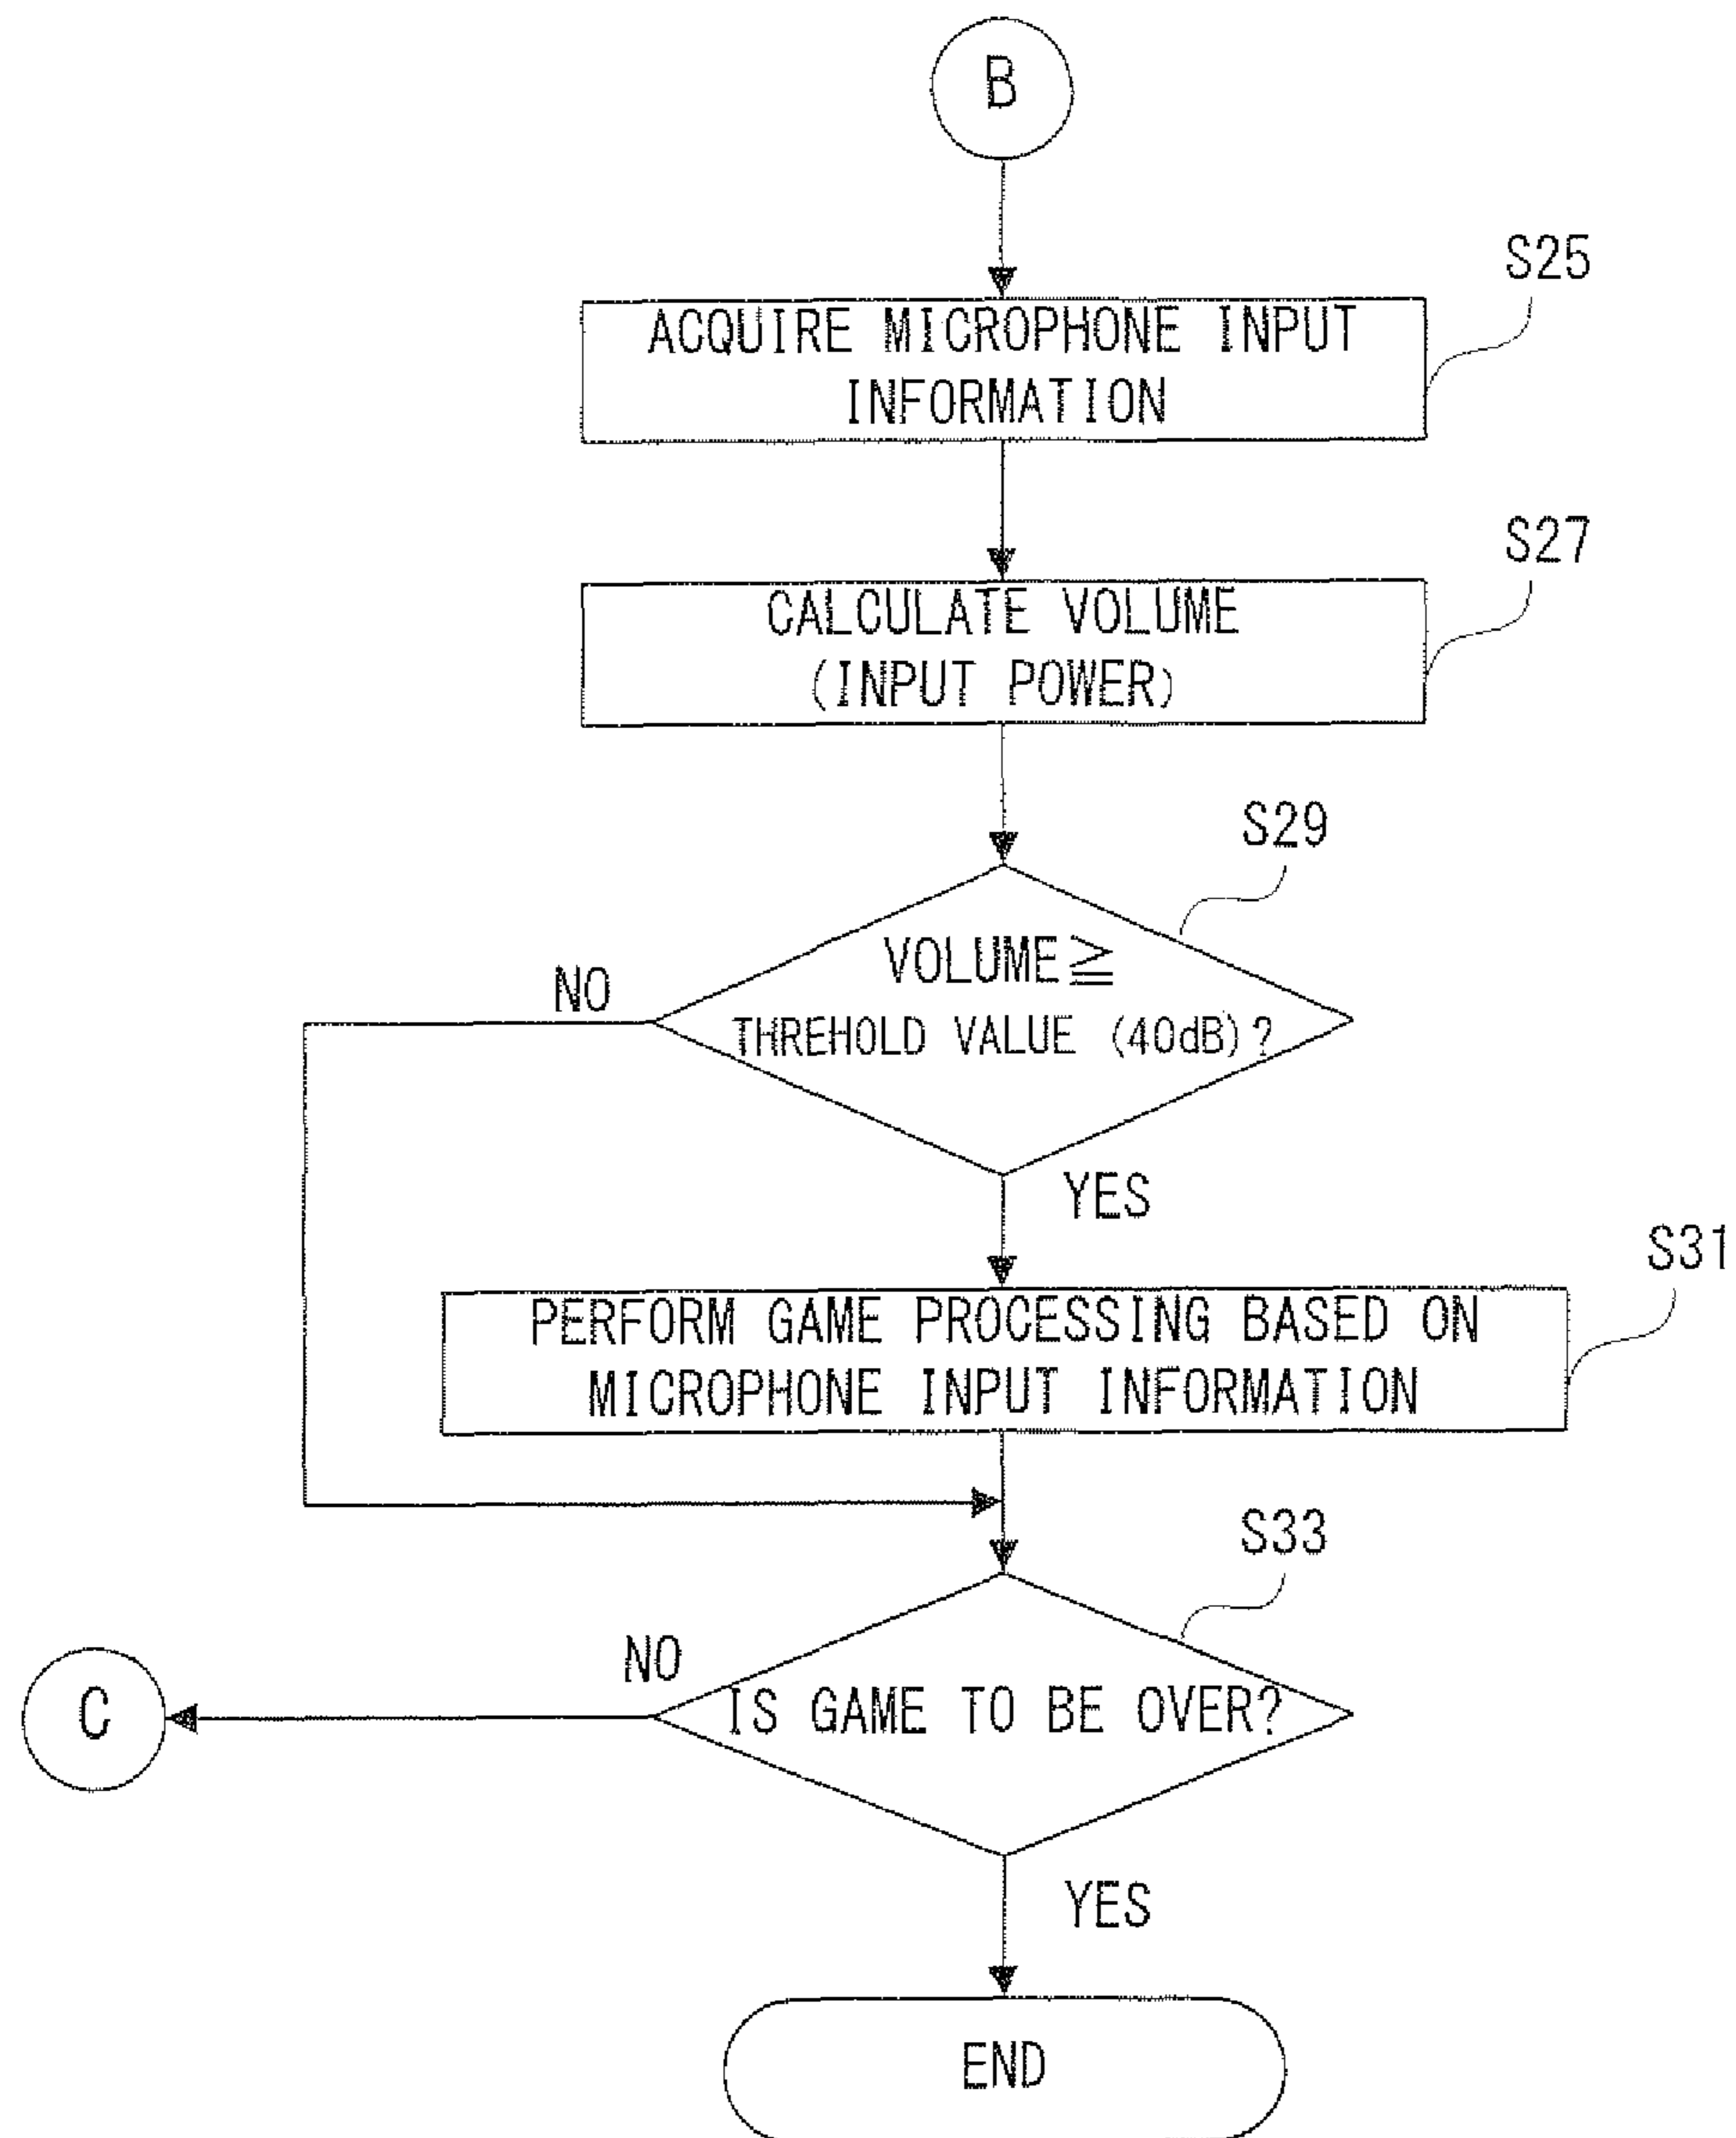 B
S25
ACQUIRE MICROPHONE INPUT
INFORMATION
S27
CALCULATE VOLUME
(INPUT POWER)
S29
VOLUME≧
NO
THREHOLD VALUE (40dB)?
YES
S31
PERFORM GAME PROCESSING BASED ON
MICROPHONE INPUT INFORMATION
S33
NO
IS GAME TO BE OVER?
C
YES
END